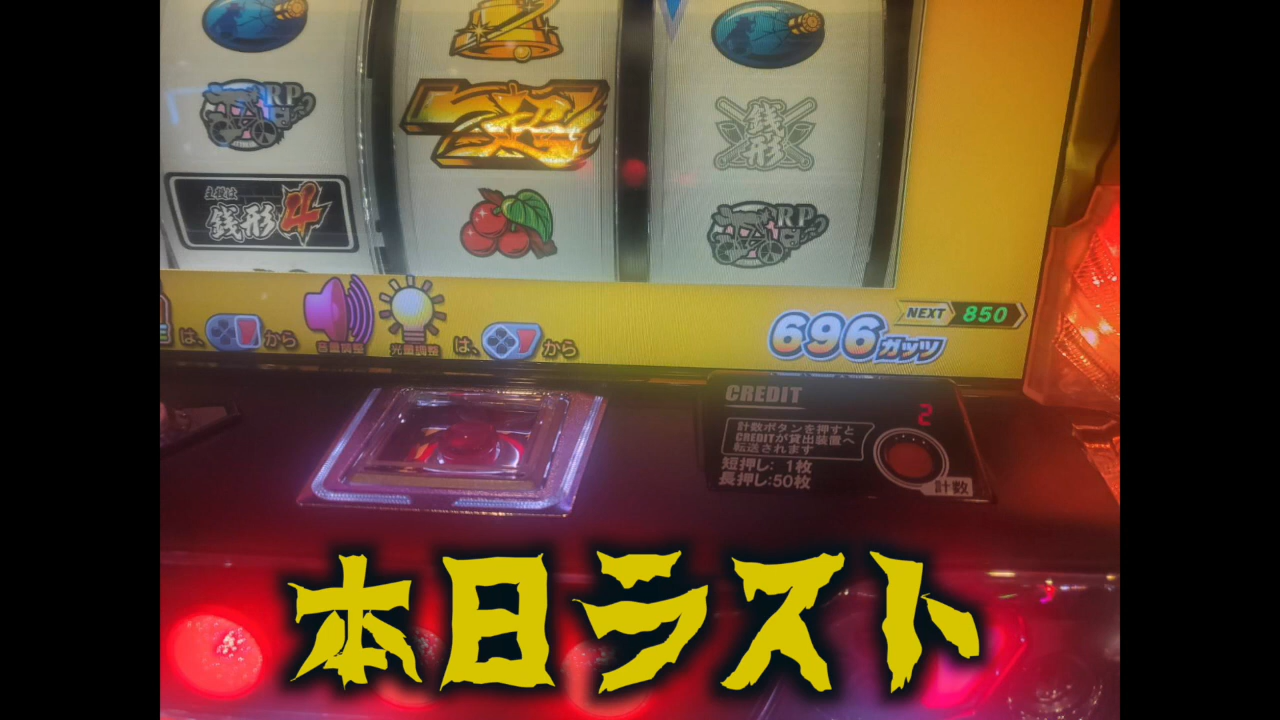 RP
超
銭形
主役は
銭形4
RP
は、
から
音量調整
光量調整
は、
から
696ガッツ
NEXT 850
CREDIT
2
計数ボタンを押すと
CREDITが貸出装置へ
転送されます
短押し: 1枚
長押し:50枚
計数
本日ラスト